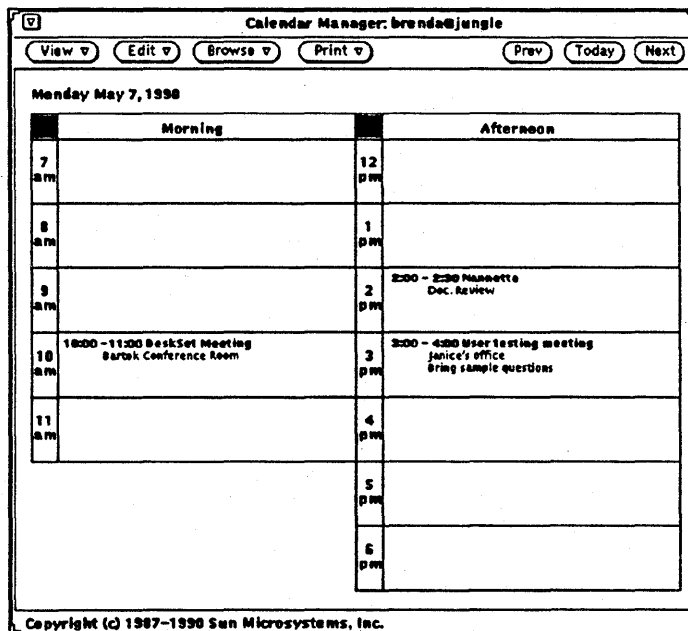 Calendar Manager: brenda@jungle
View Edit Browse Print Prev Today Next
Monday May 7, 1990
Morning Afternoon
7 am 12 pm
8 am 1 pm
9 am 2 pm 2:00 - 2:30 Nannette
Doc. Review
10 am 10:00 - 11:00 DeskSet Meeting 3 pm 3:00 - 4:00 User testing meeting
Bartok Conference Room Janice's office
Bring sample questions
11 am 4 pm
5 pm
6 pm
Copyright (c) 1987-1990 Sun Microsystems, Inc.